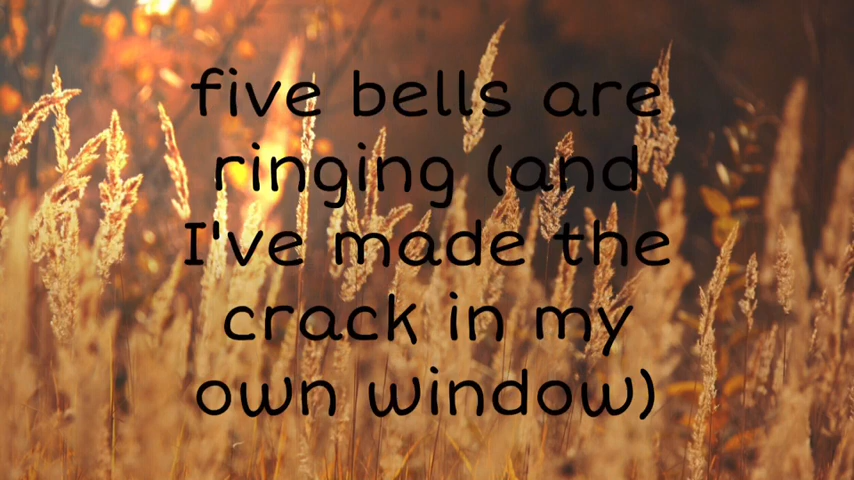 five bells are
ringing (and
I've made the
crack in my
own window)